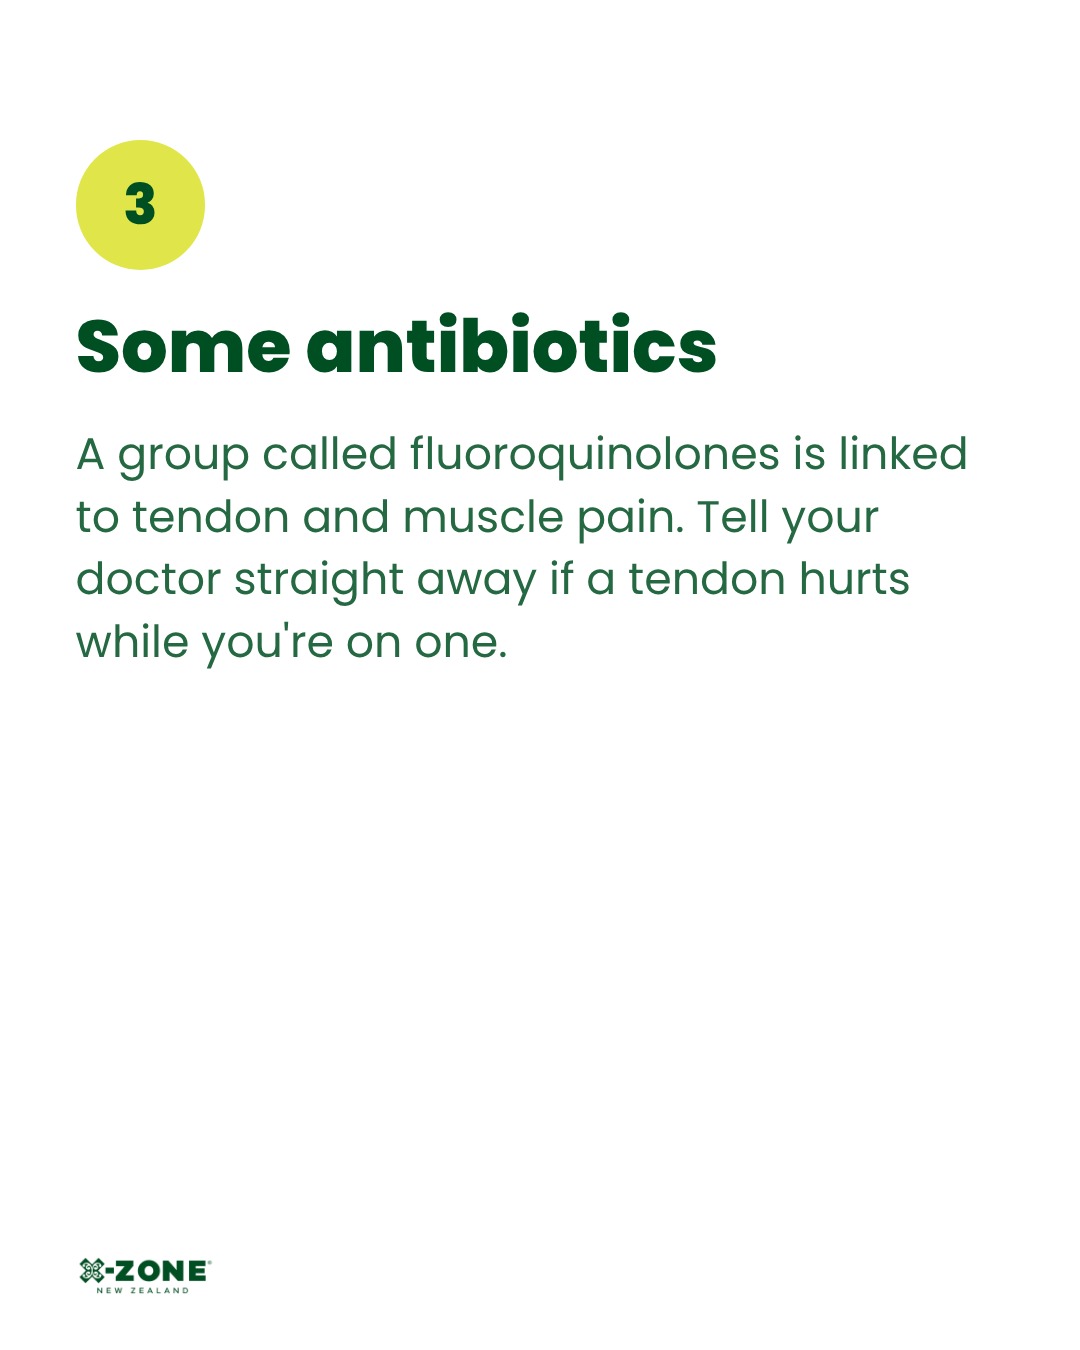 3
Some antibiotics
A group called fluoroquinolones is linked
to tendon and muscle pain. Tell your
doctor straight away if a tendon hurts
while you're on one.
X-ZONE®
NEW ZEALAND